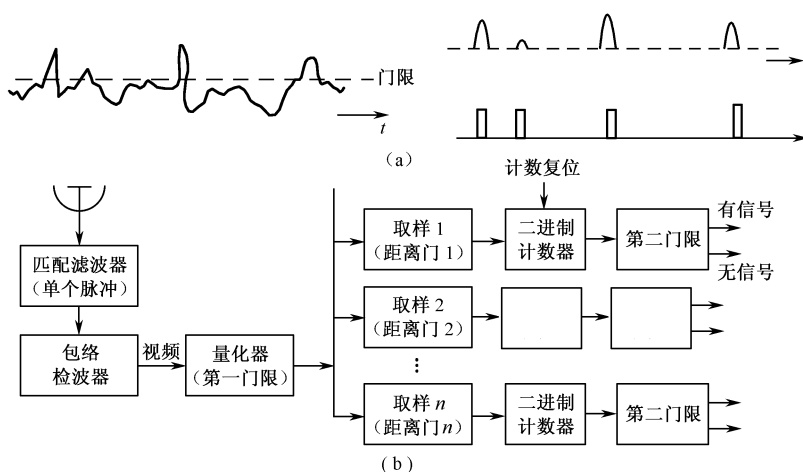 门限
t
(a)
计数复位
匹配滤波器
(单个脉冲)
包络
检波器
视频
量化器
(第一门限)
取样 1
(距离门 1)
二进制
计数器
第二门限
有信号
无信号
取样 2
(距离门 2)
⋮
取样 n
(距离门 n)
二进制
计数器
第二门限
(b)